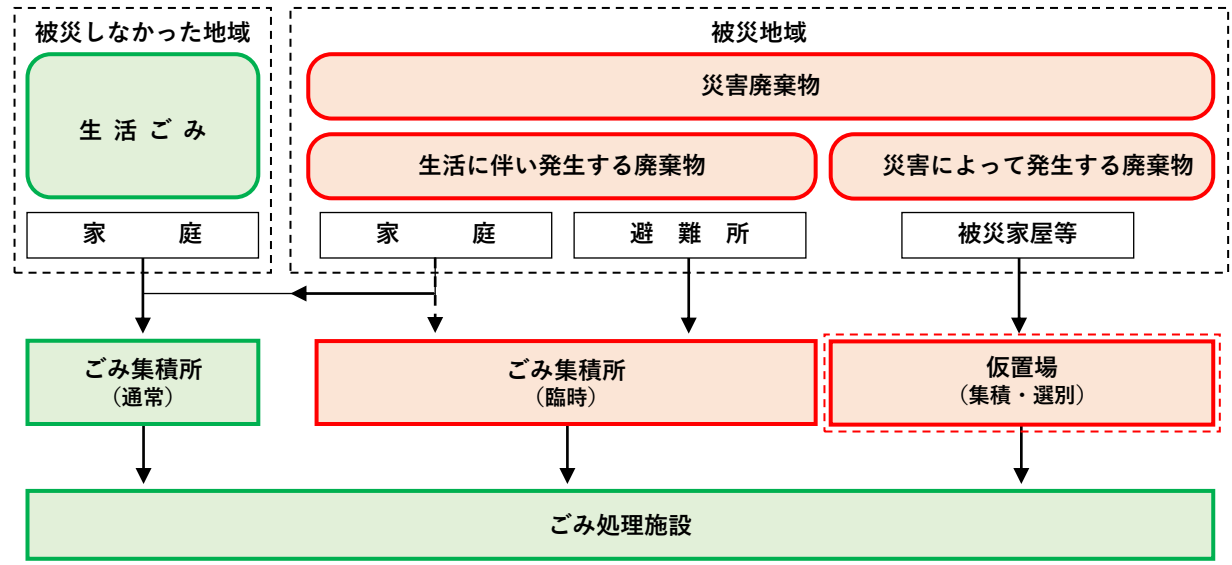 被災しなかった地域
生活ごみ
家庭
被災地域
災害廃棄物
生活に伴い発生する廃棄物
災害によって発生する廃棄物
家庭
避難所
被災家屋等
ごみ集積所
（通常）
ごみ集積所
（臨時）
仮置場
（集積・選別）
ごみ処理施設